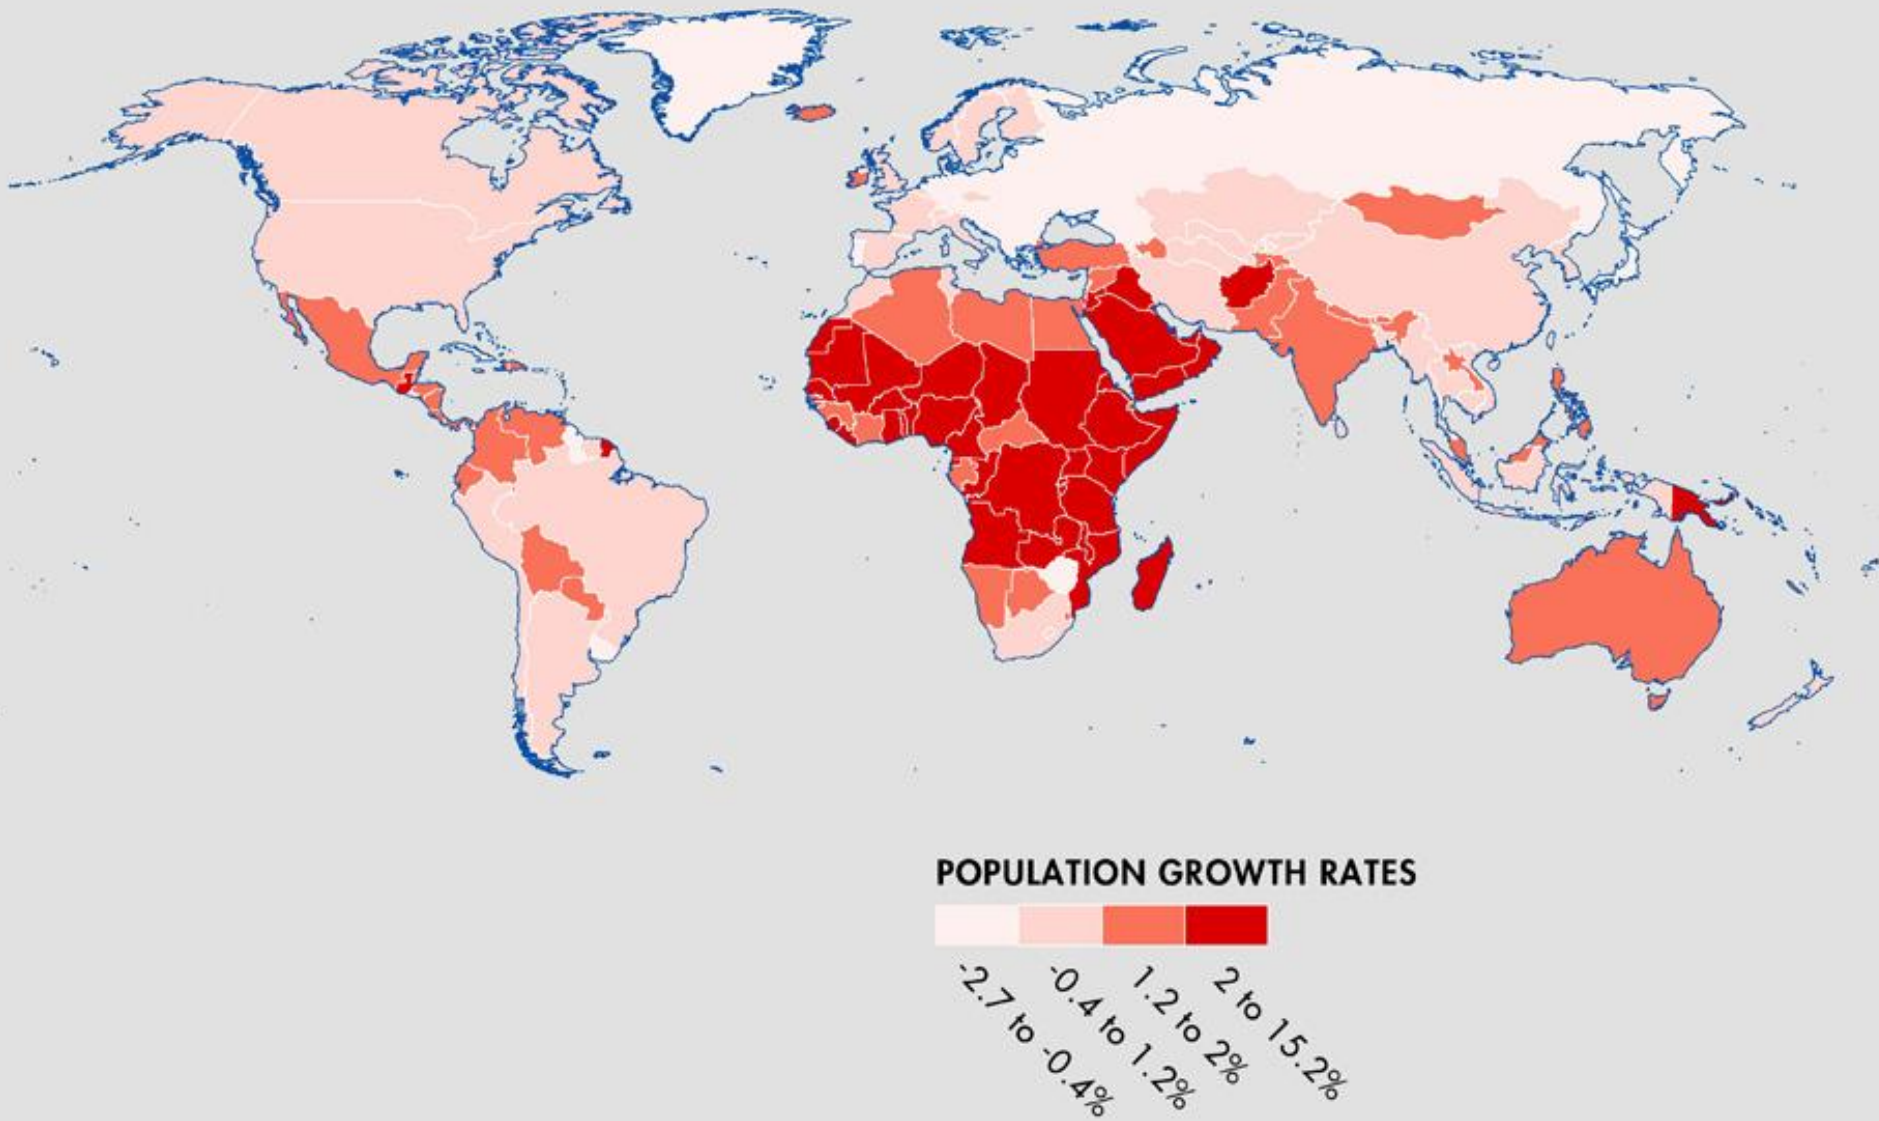 POPULATION GROWTH RATES
-2.7 to -0.4%
-0.4 to 1.2%
1.2 to 2%
2 to 15.2%